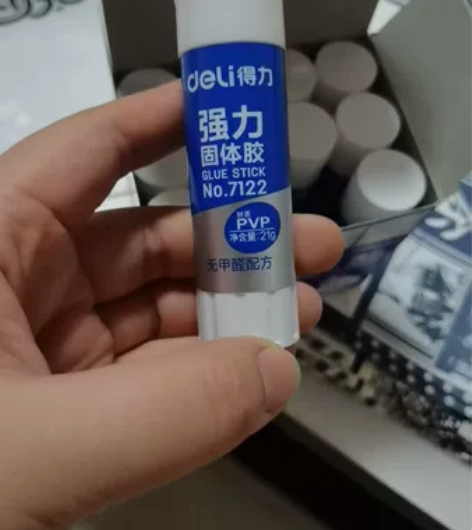 deli得力
强力
固体胶
GLUE STICK
No.7122
材质
PVP
净含量:21g
无甲醛配方